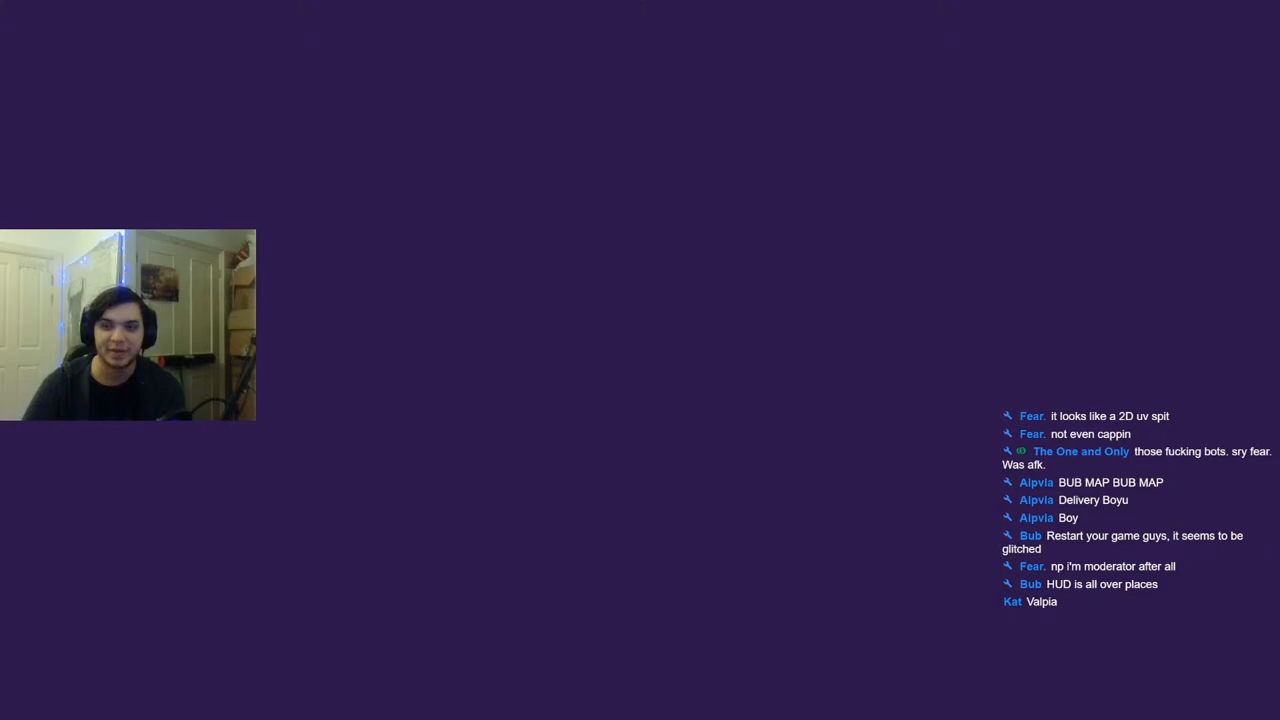 Fear. it looks like a 2D uv spit
Fear. not even cappin
The One and Only those fucking bots. sry fear.
Was afk.
Alpvia BUB MAP BUB MAP
Alpvia Delivery Boyu
Alpvia Boy
Bub Restart your game guys, it seems to be
glitched
Fear. np i'm moderator after all
Bub HUD is all over places
Kat Valpia